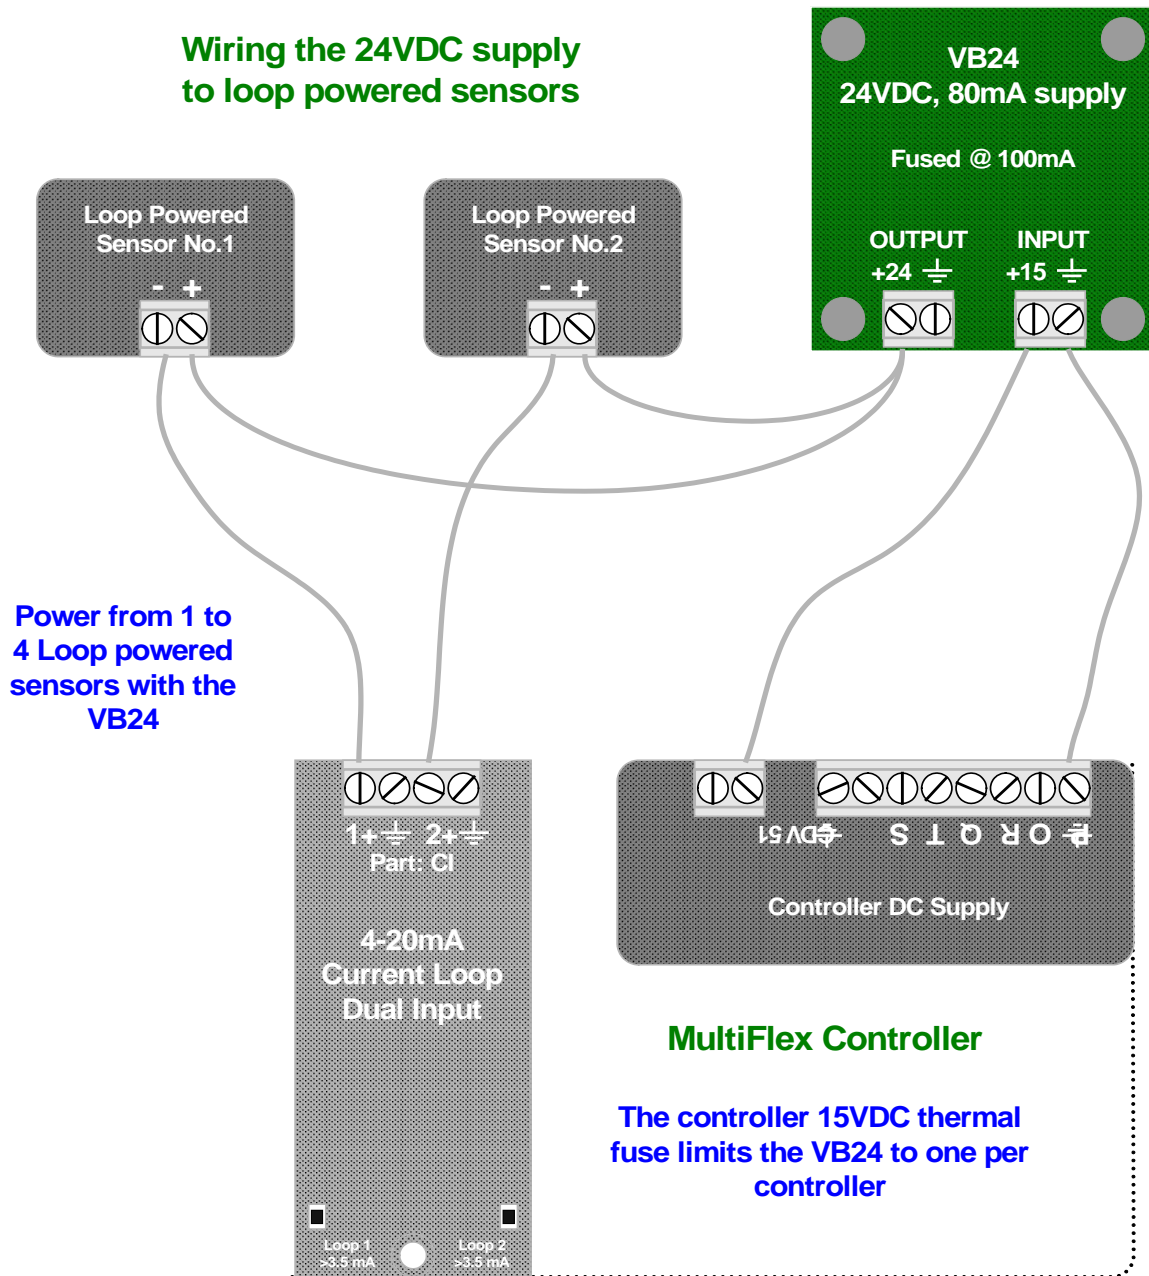 Wiring the 24VDC supply
to loop powered sensors
VB24
24VDC, 80mA supply
Fused @ 100mA
OUTPUT INPUT
+24 +15
Loop Powered
Sensor No.1
- +
Loop Powered
Sensor No.2
- +
Power from 1 to
4 Loop powered
sensors with the
VB24
1+ 2+
Part: CI
4-20mA
Current Loop
Dual Input
Loop 1
>3.5 mA
Loop 2
>3.5 mA
S T Q R O
Controller DC Supply
MultiFlex Controller
The controller 15VDC thermal
fuse limits the VB24 to one per
controller